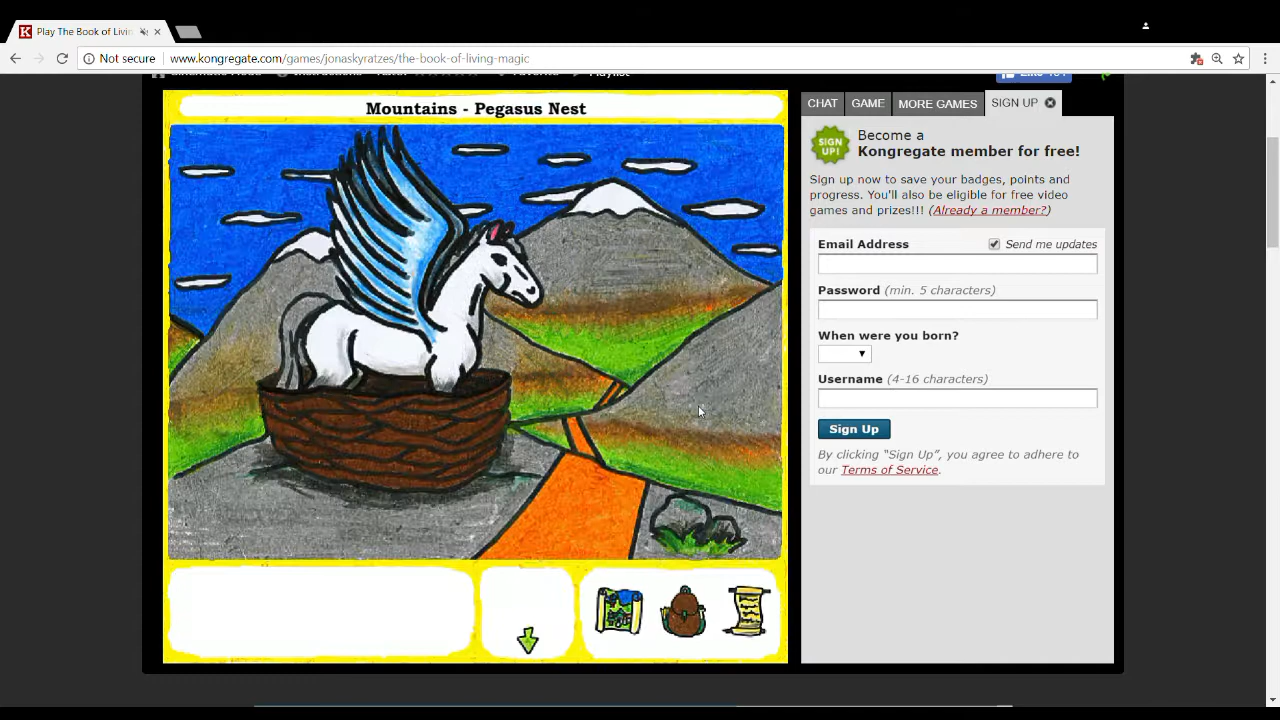 Play The Book of Livin
Not secure
www.kongregate.com/games/jonaskyratzes/the-book-of-living-magic
Playlist
Mountains - Pegasus Nest
CHAT
GAME
MORE GAMES
SIGN UP
SIGN UP!
Become a
Kongregate member for free!
Sign up now to save your badges, points and
progress. You'll also be eligible for free video
games and prizes!!! (Already a member?)
Email Address
Send me updates
Password (min. 5 characters)
When were you born?
Username (4-16 characters)
Sign Up
By clicking “Sign Up”, you agree to adhere to
our Terms of Service.